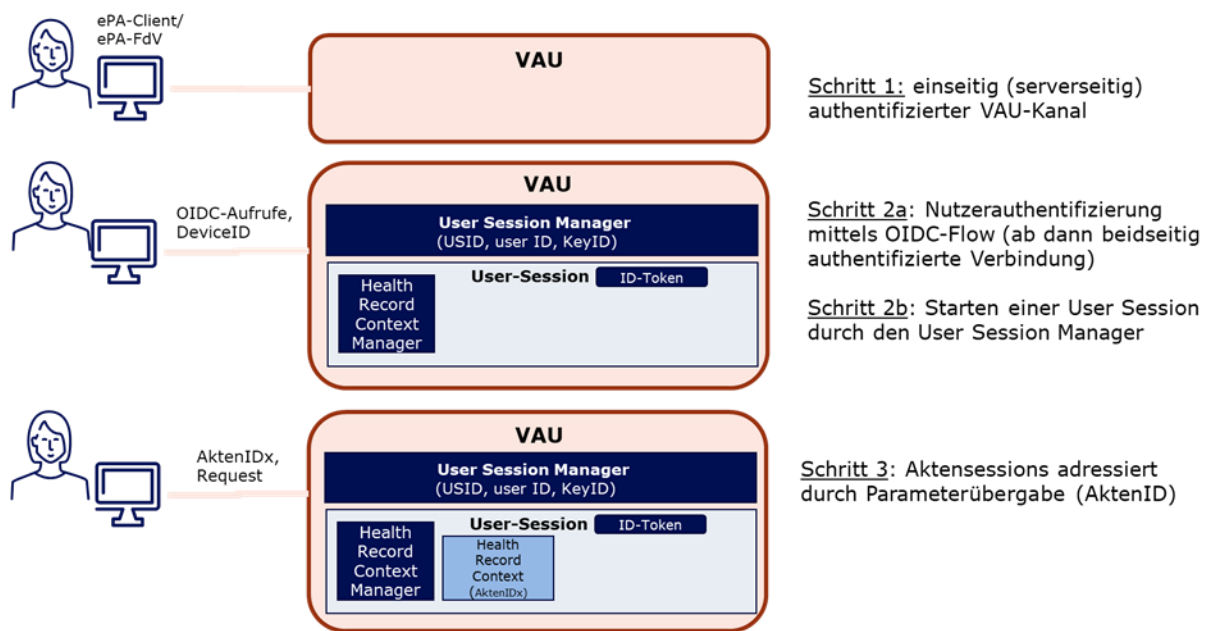 ePA-Client/
ePA-FdV
VAU
Schritt 1: einseitig (serverseitig)
authentifizierter VAU-Kanal
OIDC-Aufrufe,
DeviceID
VAU
User Session Manager
(USID, user ID, KeyID)
User-Session
ID-Token
Health
Record
Context
Manager
Schritt 2a: Nutzerauthentifizierung
mittels OIDC-Flow (ab dann beidseitig
authentifizierte Verbindung)
Schritt 2b: Starten einer User Session
durch den User Session Manager
AktenIDx,
Request
VAU
User Session Manager
(USID, user ID, KeyID)
User-Session
ID-Token
Health
Record
Context
Manager
Health
Record
Context
(AktenIDx)
Schritt 3: Aktensessions adressiert
durch Parameterübergabe (AktenID)